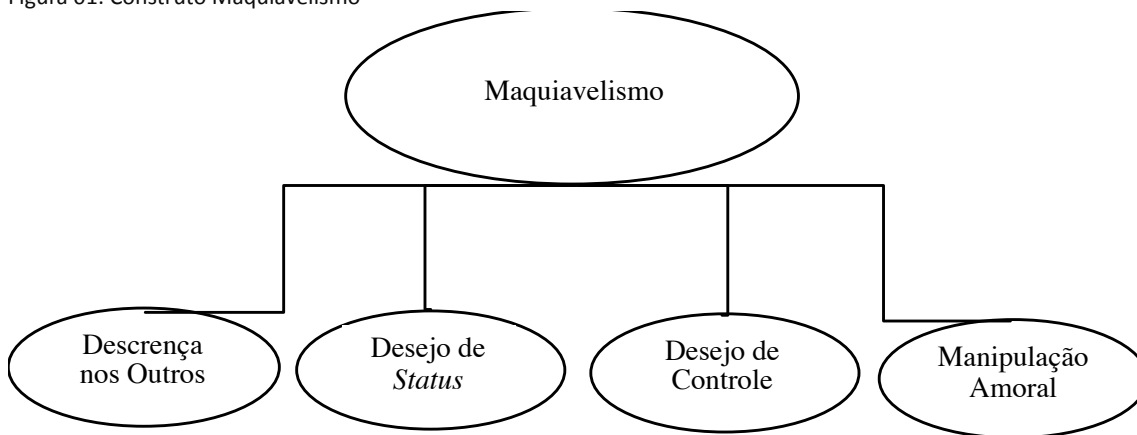 Figura 01: Construto Maquiavelismo
Maquiavelismo
Descrença
nos Outros
Desejo de
Status
Desejo de
Controle
Manipulação
Amoral